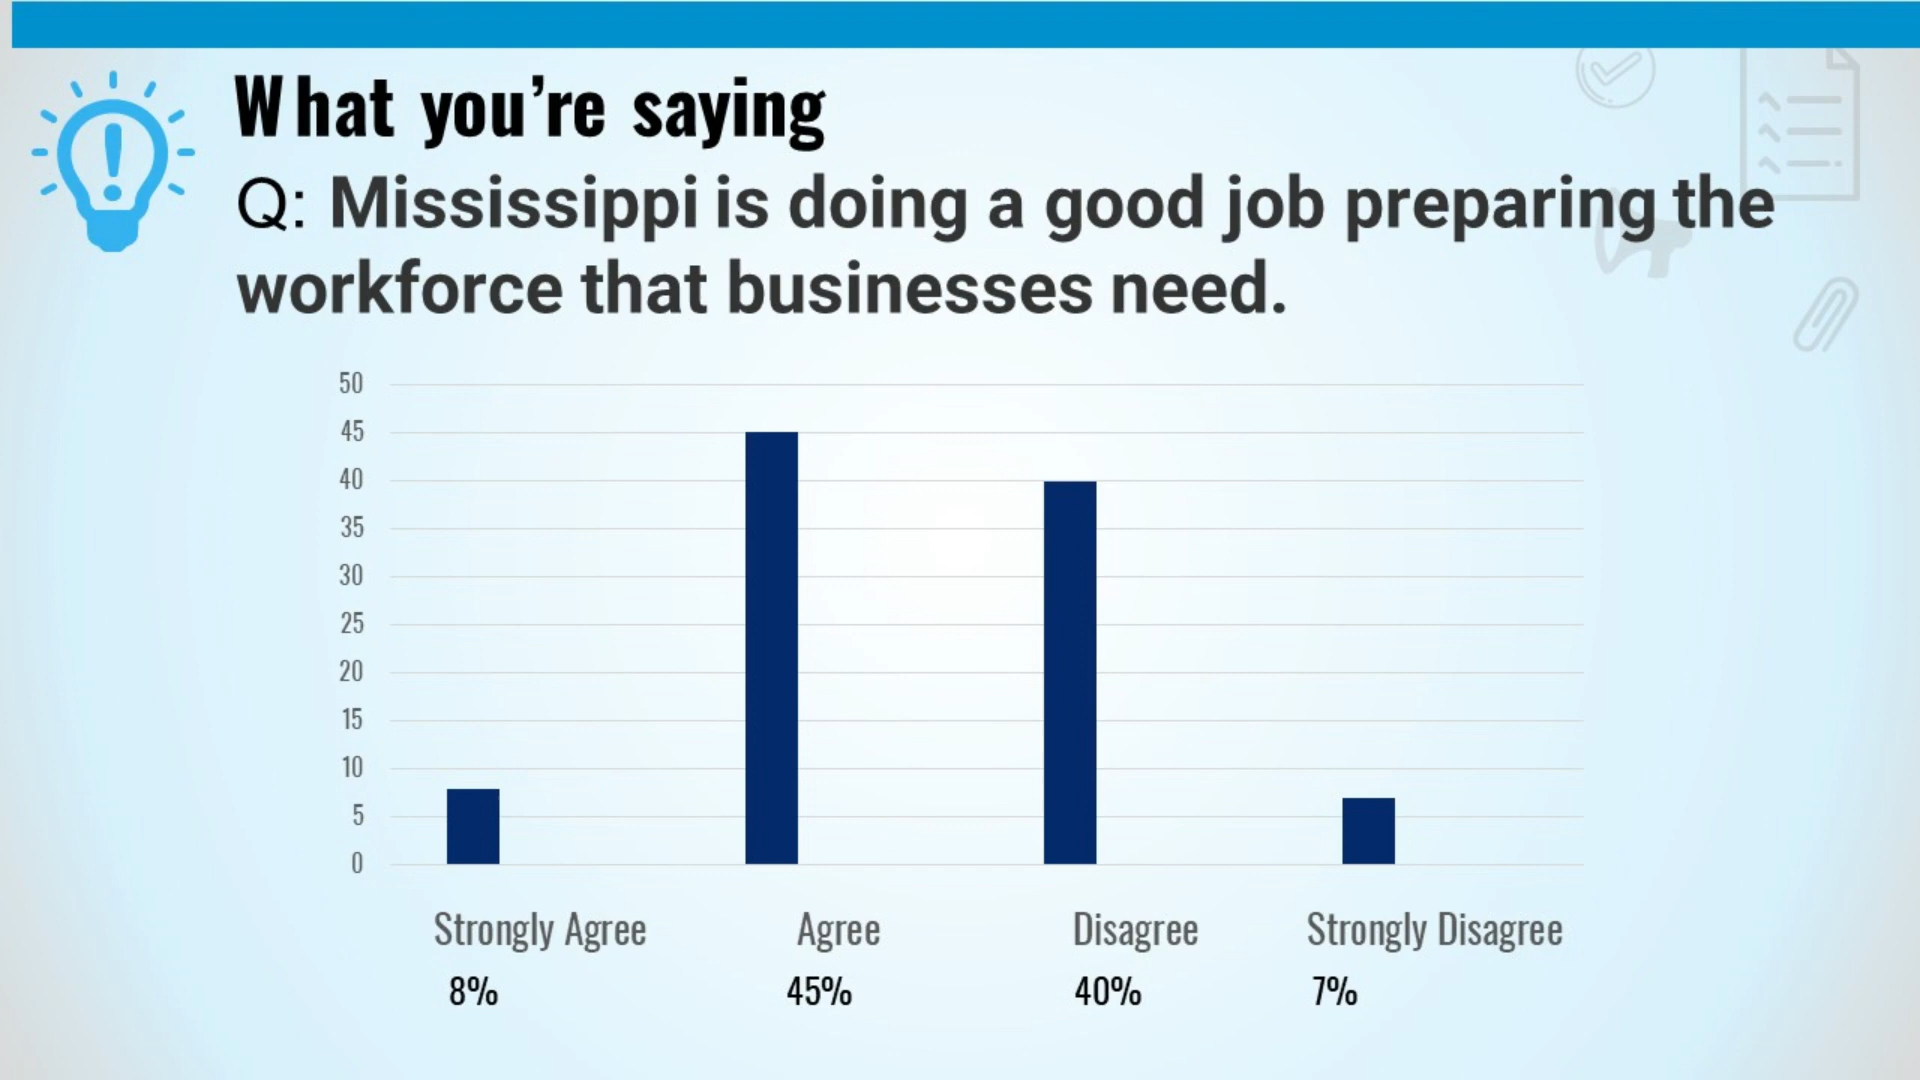 What you're saying
Q: Mississippi is doing a good job preparing the
workforce that businesses need.
50
45
40
35
30
25
20
15
10
5
0
Strongly Agree Agree Disagree Strongly Disagree
8% 45% 40% 7%